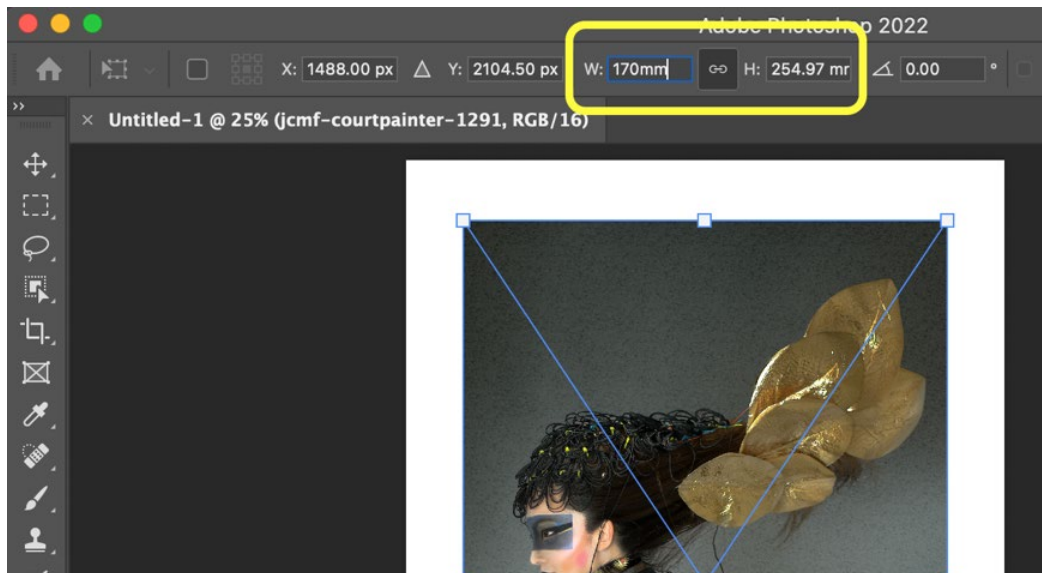 Adobe Photoshop 2022
X: 1488.00 px Y: 2104.50 px W: 170mm H: 254.97 mr 0.00 °
>>
× Untitled-1 @ 25% (jcmf-courtpainter-1291, RGB/16)